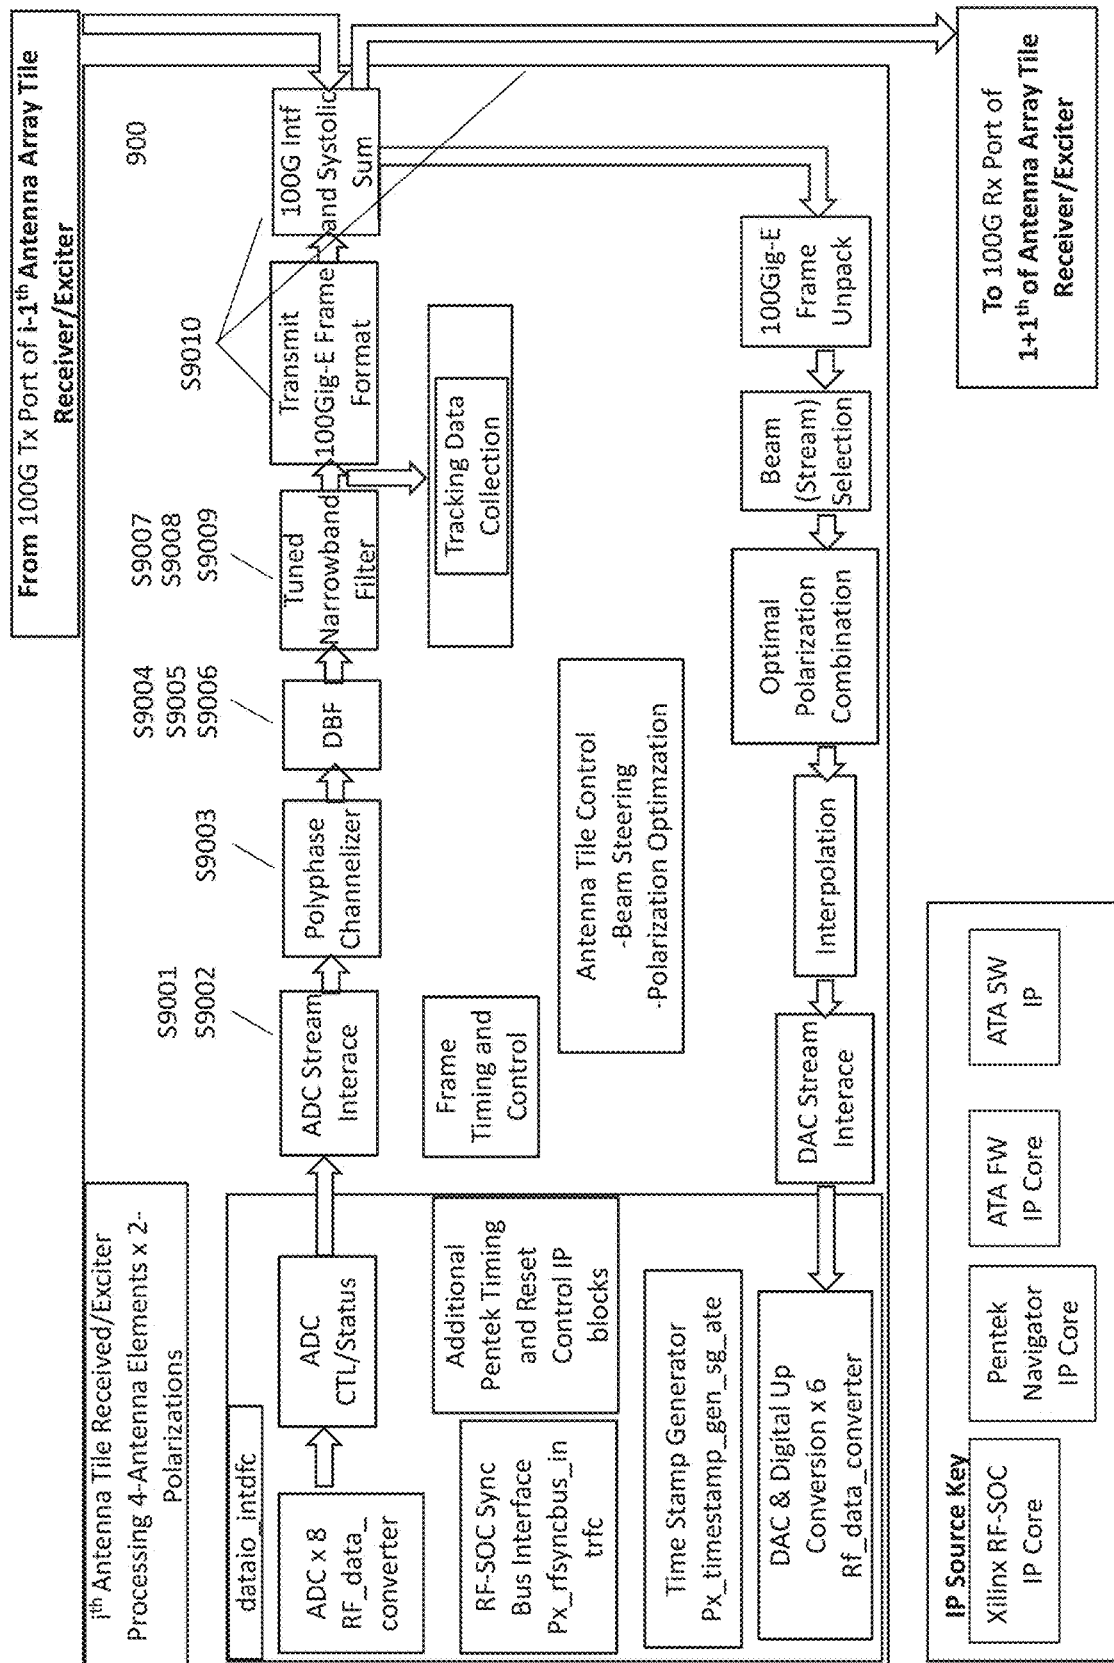 From 100G Tx Port of i-1th Antenna Array Tile
Receiver/Exciter
900
ith Antenna Tile Received/Exciter
Processing 4-Antenna Elements x 2-
Polarizations
dataio_intdfc
ADC x 8
RF_data_
converter
ADC
CTL/Status
S9001
S9002
ADC Stream
Interace
S9003
Polyphase
Channelizer
S9004
S9005
S9006
DBF
S9007
S9008
S9009
Tuned
Narrowband
Filter
S9010
Transmit
100Gig-E Frame
Format
100G Intf
and Systolic
Sum
Tracking Data
Collection
RF-SOC Sync
Bus Interface
Px_rfsyncbus_in
trfc
Additional
Pentek Timing
and Reset
Control IP
blocks
Frame
Timing and
Control
Antenna Tile Control
-Beam Steering
-Polarization Optimzation
Time Stamp Generator
Px_timestamp_gen_sg_ate
DAC & Digital Up
Conversion x 6
Rf_data_converter
DAC Stream
Interace
Interpolation
Optimal
Polarization
Combination
Beam
(Stream)
Selection
100Gig-E
Frame
Unpack
To 100G Rx Port of
1+1th of Antenna Array Tile
Receiver/Exciter
IP Source Key
Xilinx RF-SOC
IP Core
Pentek
Navigator
IP Core
ATA FW
IP Core
ATA SW
IP